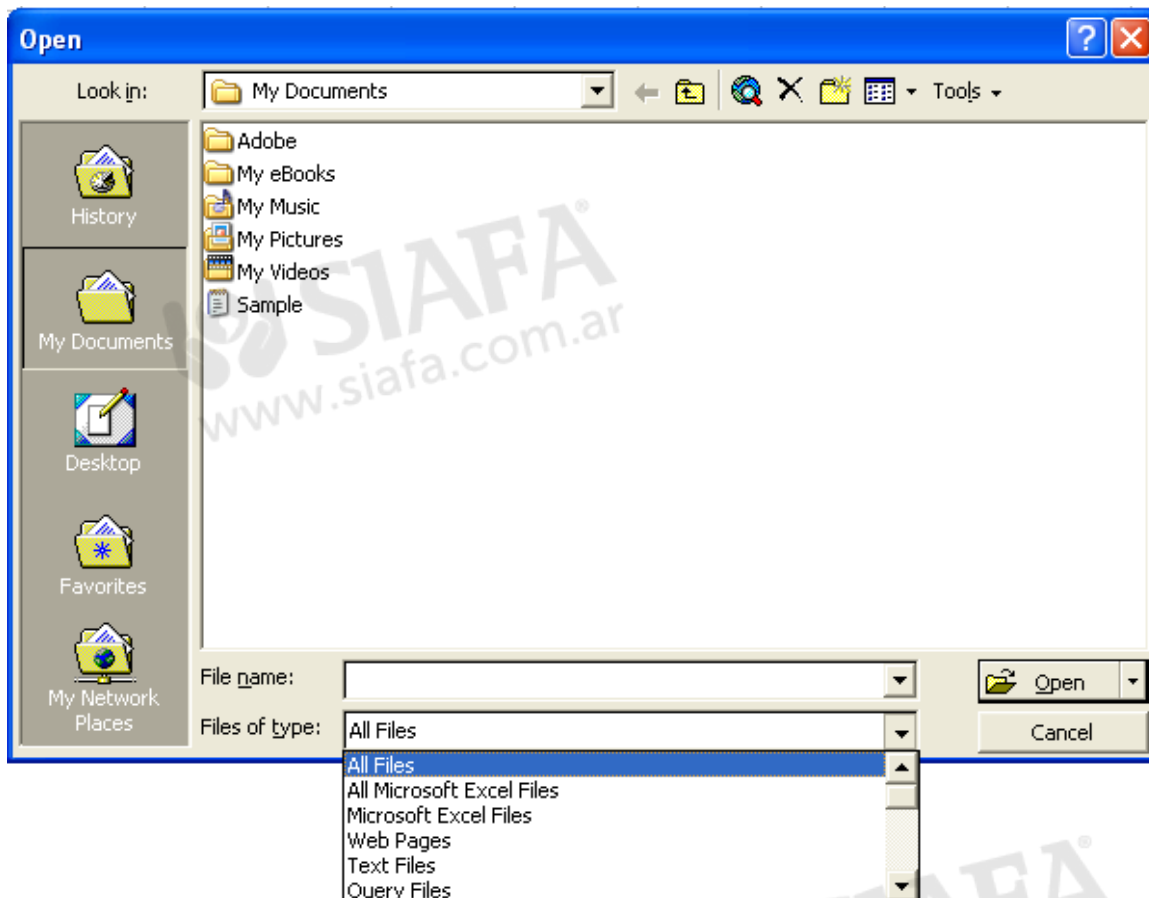 Open
Look in:
My Documents
Tools
History
My Documents
Desktop
Favorites
My Network
Places
Adobe
My eBooks
My Music
My Pictures
My Videos
Sample
SIAFA®
www.siafa.com.ar
File name:
Open
Files of type:
All Files
Cancel
All Files
All Microsoft Excel Files
Microsoft Excel Files
Web Pages
Text Files
Query Files
SIAFA®